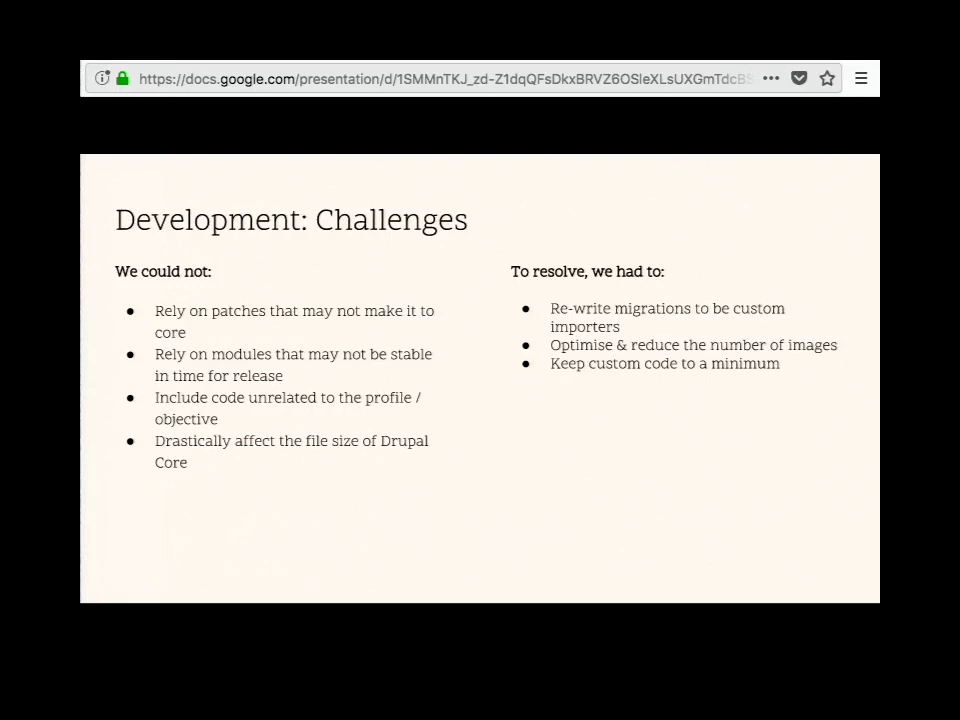 https://docs.google.com/presentation/d/1SMMnTKJ_zd-Z1dqQFsDkxBRVZ6OSleXLsUXGmTdcBS
Development: Challenges
We could not:
● Rely on patches that may not make it to
core
● Rely on modules that may not be stable
in time for release
● Include code unrelated to the profile /
objective
● Drastically affect the file size of Drupal
Core
To resolve, we had to:
● Re-write migrations to be custom
importers
● Optimise & reduce the number of images
● Keep custom code to a minimum